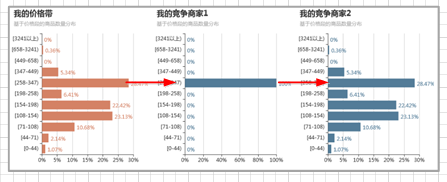 我的价格带
基于价格段的商品数量分布
[3241以上] 0%
[658-3241) 0.36%
[449-658) 0%
[347-449) 5.34%
[258-347)
[198-258) 6.41%
[154-198) 22.42%
[108-154) 23.13%
[71-108) 10.68%
[44-71) 2.14%
[0-44) 1.07%
0% 5% 10% 15% 20% 25% 30%
我的竞争商家1
基于价格段的商品数量分布
[3241以上] 0%
[658-3241) 0%
[449-658) 0%
[347-449) 0%
[258-347) 100%
[198-258) 0%
[154-198) 0%
[108-154) 0%
[71-108) 0%
[44-71) 0%
[0-44) 0%
0% 20% 40% 60% 80% 100%
我的竞争商家2
基于价格段的商品数量分布
[3241以上] 0%
[658-3241) 0.36%
[449-658) 0%
[347-449) 5.34%
[258-347) 28.47%
[198-258) 6.41%
[154-198) 22.42%
[108-154) 23.13%
[71-108) 10.68%
[44-71) 2.14%
[0-44) 1.07%
0% 5% 10% 15% 20% 25% 30%